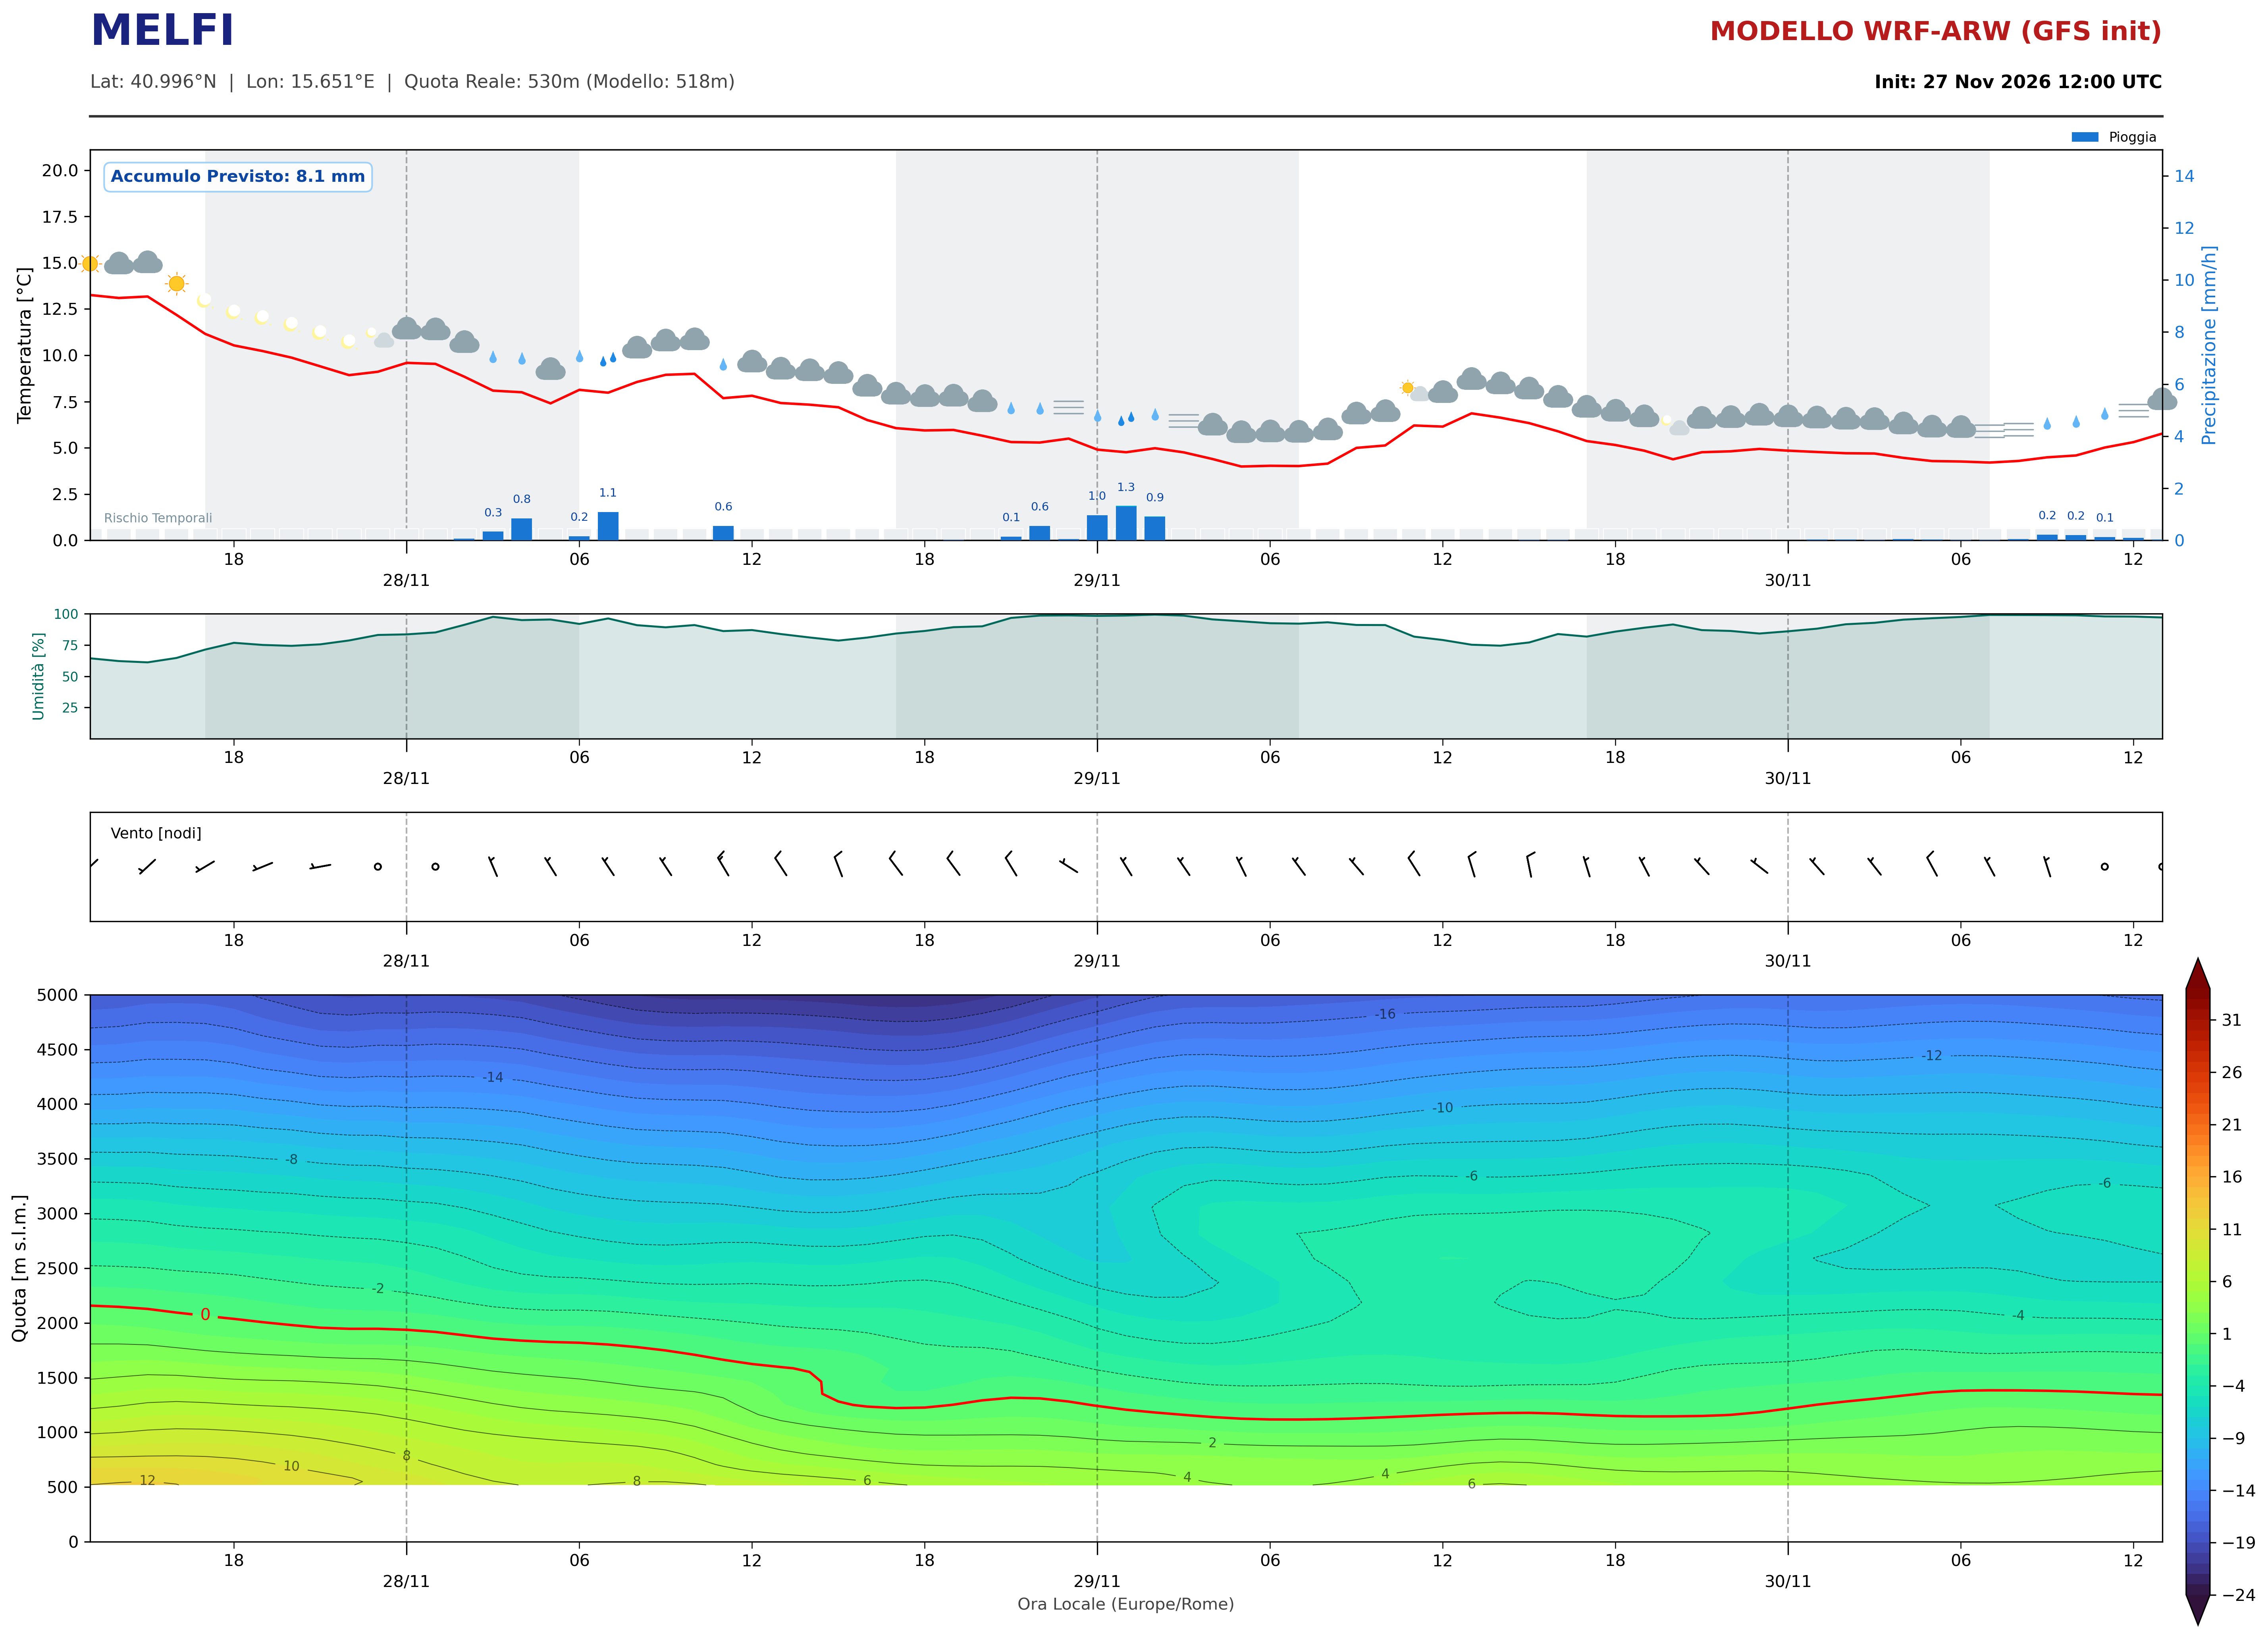 MELFI
MODELLO WRF-ARW (GFS init)
Lat: 40.996°N | Lon: 15.651°E | Quota Reale: 530m (Modello: 518m)
Init: 27 Nov 2026 12:00 UTC
Pioggia
Accumulo Previsto: 8.1 mm
Temperatura [°C]
20.0
17.5
15.0
12.5
10.0
7.5
5.0
2.5
0.0
Precipitazione [mm/h]
14
12
10
8
6
4
2
0
Rischio Temporali
0.3 0.8 0.2 1.1 0.6 0.1 0.6 1.0 1.3 0.9 0.2 0.2 0.1
18 06 12 18 06 12 18 06 12
28/11 29/11 30/11
Umidità [%]
100
75
50
25
18 06 12 18 06 12 18 06 12
28/11 29/11 30/11
Vento [nodi]
18 06 12 18 06 12 18 06 12
28/11 29/11 30/11
Quota [m s.l.m.]
5000
4500
4000
3500
3000
2500
2000
1500
1000
500
0
-16
-12
-14
-10
-8
-6
-6
-2
-4
0
2
8
10
12
8
6
4
4
6
31
26
21
16
11
6
1
−4
−9
−14
−19
−24
18 06 12 18 06 12 18 06 12
28/11 29/11 30/11
Ora Locale (Europe/Rome)